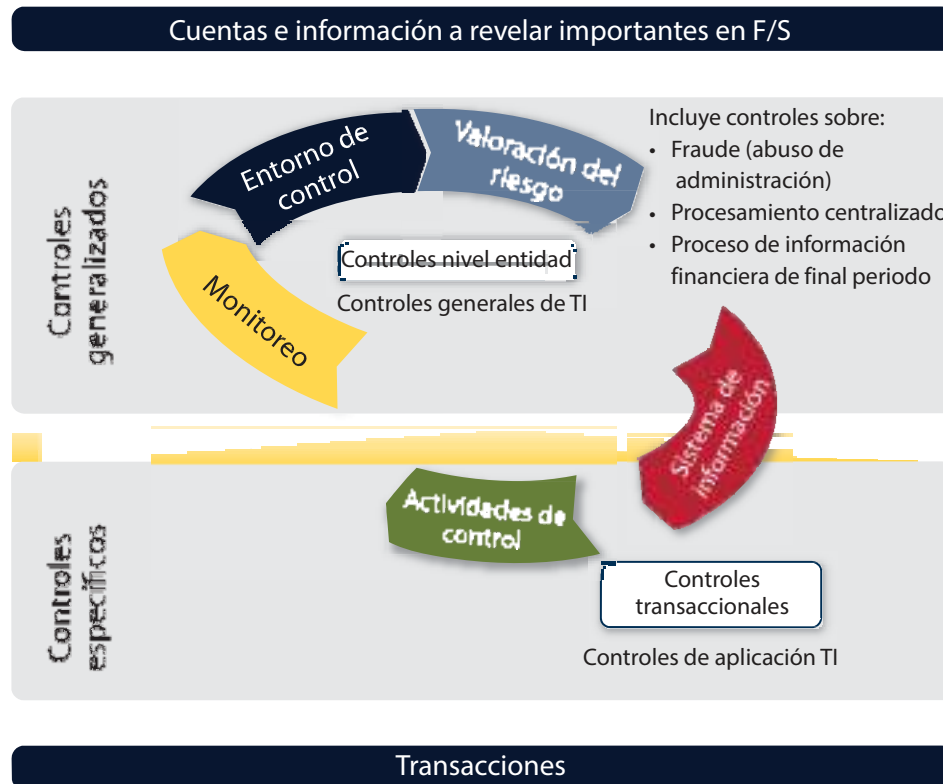 Cuentas e información a revelar importantes en F/S
Controles
generalizados
Entorno de
control
Valoración del
riesgo
Incluye controles sobre:
• Fraude (abuso de
administración)
• Procesamiento centralizado
• Proceso de información
financiera de final periodo
Controles nivel entidad
Controles generales de TI
Monitoreo
Sistema de
información
Controles
específicos
Actividades de
control
Controles
transaccionales
Controles de aplicación TI
Transacciones